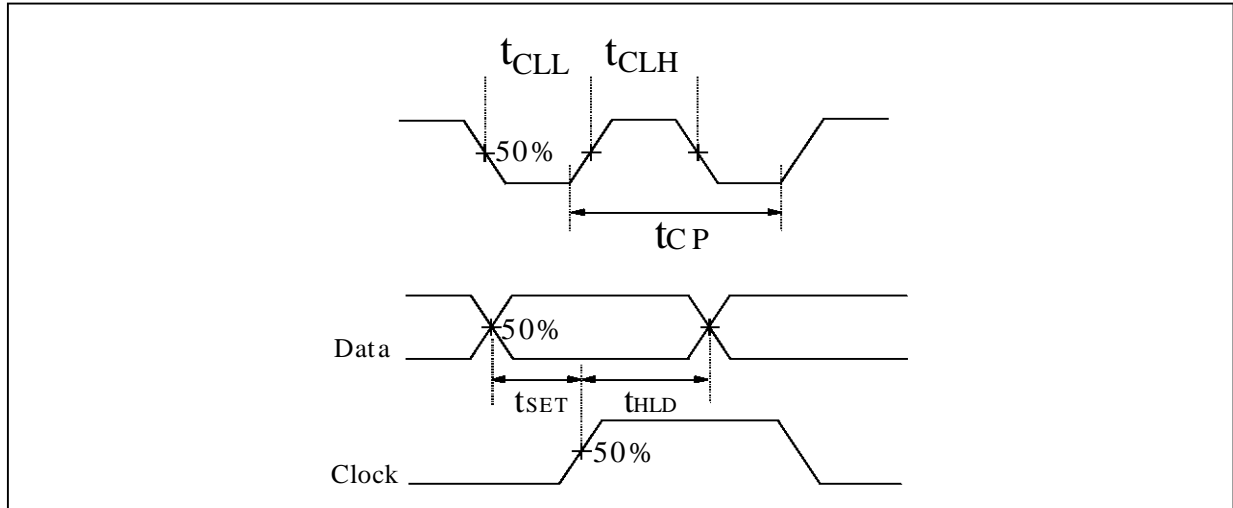 tCLL tCLH
50%
tCP
50%
Data
tSET tHLD
50%
Clock